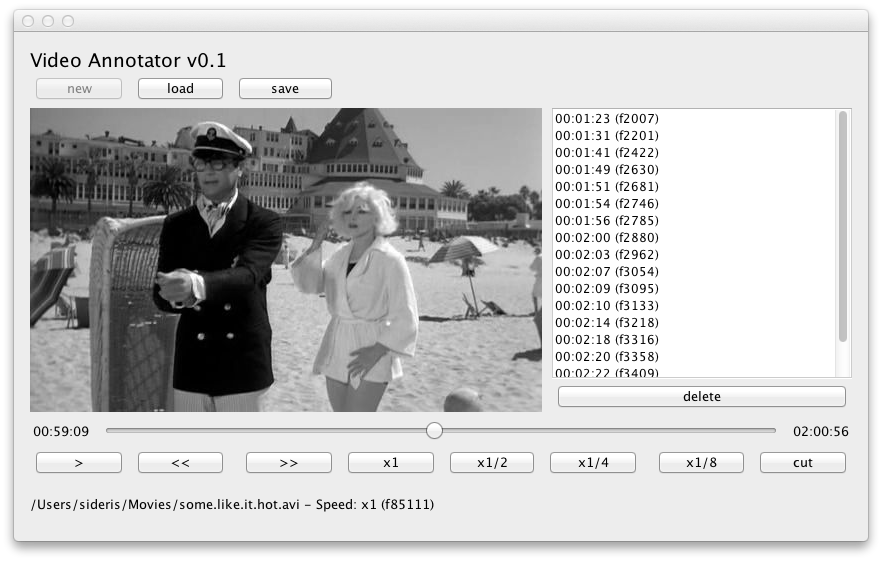 Video Annotator v0.1
new load save
00:01:23 (f2007)
00:01:31 (f2201)
00:01:41 (f2422)
00:01:49 (f2630)
00:01:51 (f2681)
00:01:54 (f2746)
00:01:56 (f2785)
00:02:00 (f2880)
00:02:03 (f2962)
00:02:07 (f3054)
00:02:09 (f3095)
00:02:10 (f3133)
00:02:14 (f3218)
00:02:18 (f3316)
00:02:20 (f3358)
00:02:22 (f3409)
delete
00:59:09 02:00:56
> << >> x1 x1/2 x1/4 x1/8 cut
/Users/sideris/Movies/some.like.it.hot.avi – Speed: x1 (f85111)